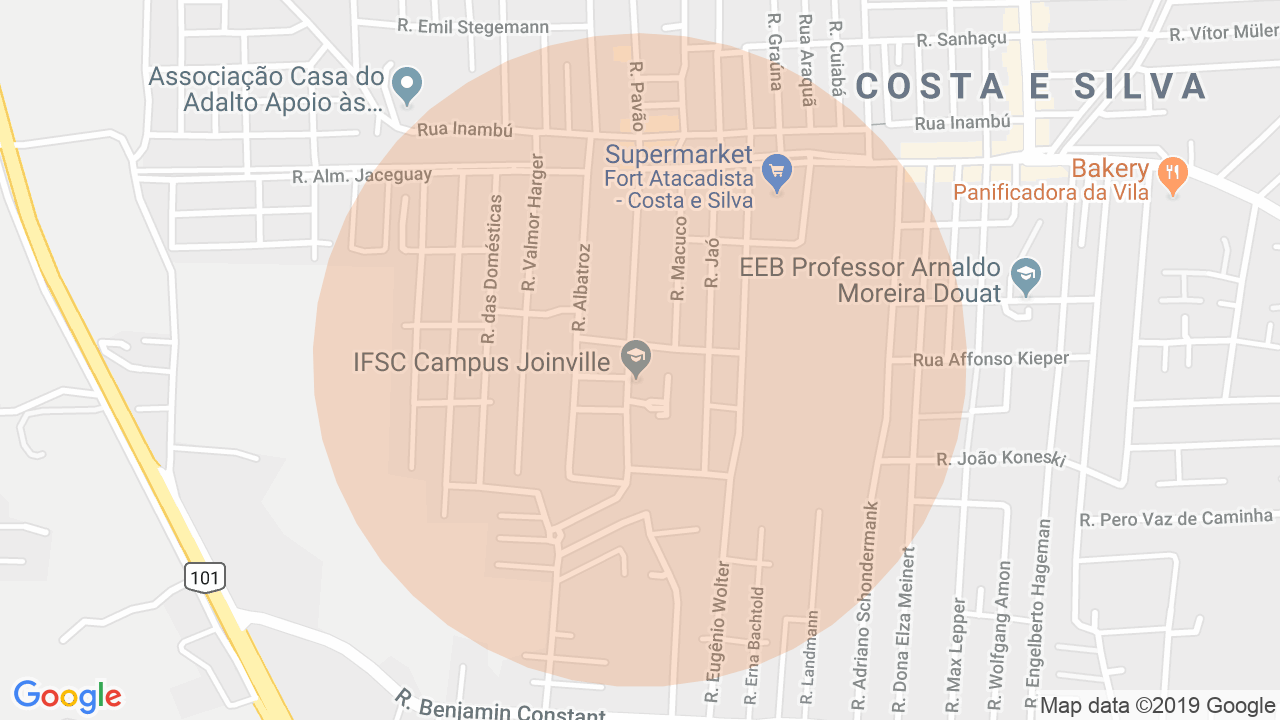 R. Emil Stegemann
R. Pavão
R. Graúna
Rua Araquã
R. Cuiabá
R. Sanhaçu
R. Vítor Müler
COSTA E SILVA
Associação Casa do
Adalto Apoio às...
Rua Inambú
Rua Inambú
R. Alm. Jaceguay
Supermarket
Fort Atacadista
- Costa e Silva
Bakery
Panificadora da Vila
R. das Domésticas
R. Valmor Harger
R. Albatroz
R. Macuco
R. Jaó
EEB Professor Arnaldo
Moreira Douat
IFSC Campus Joinville
Rua Affonso Kieper
R. João Koneski
R. Pero Vaz de Caminha
101
R. Eugênio Wolter
R. Erna Bachtold
R. Landmann
R. Adriano Schondermank
R. Dona Elza Meinert
R. Max Lepper
R. Wolfgang Amon
R. Engelberto Hageman
R. Benjamin Constant
Google
Map data ©2019 Google